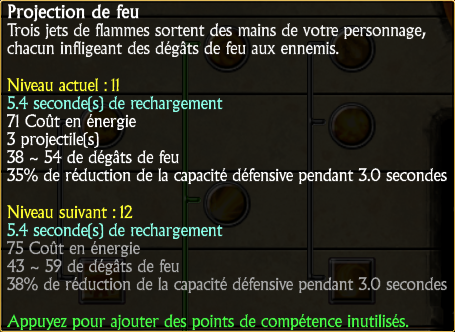 Projection de feu
Trois jets de flammes sortent des mains de votre personnage,
chacun infligeant des dégâts de feu aux ennemis.
Niveau actuel : 11
5.4 seconde(s) de rechargement
71 Coût en énergie
3 projectile(s)
38 ~ 54 de dégâts de feu
35% de réduction de la capacité défensive pendant 3.0 secondes
Niveau suivant : 12
5.4 seconde(s) de rechargement
75 Coût en énergie
43 ~ 59 de dégâts de feu
38% de réduction de la capacité défensive pendant 3.0 secondes
Appuyez pour ajouter des points de compétence inutilisés.